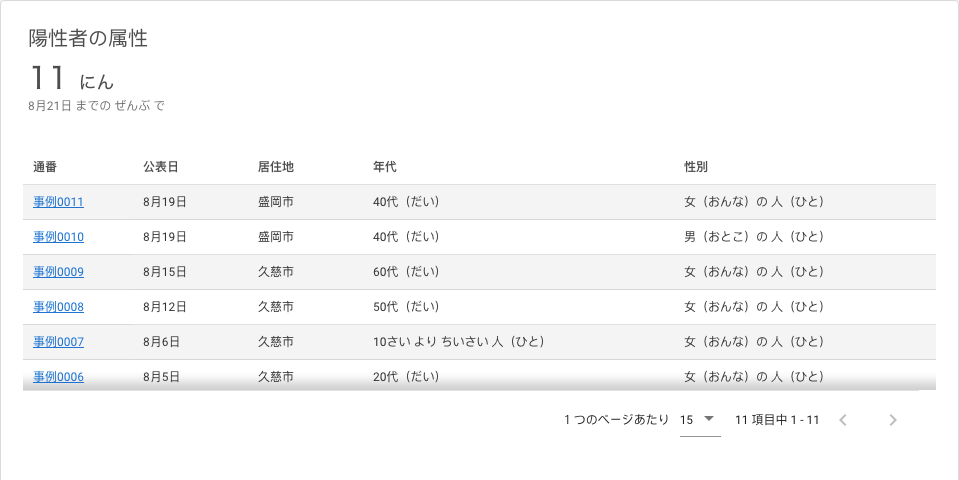 陽性者の属性
11 にん
8月21日 までの ぜんぶ で
通番 公表日 居住地 年代 性別
事例0011 8月19日 盛岡市 40代（だい） 女（おんな）の 人（ひと）
事例0010 8月19日 盛岡市 40代（だい） 男（おとこ）の 人（ひと）
事例0009 8月15日 久慈市 60代（だい） 女（おんな）の 人（ひと）
事例0008 8月12日 久慈市 50代（だい） 女（おんな）の 人（ひと）
事例0007 8月6日 久慈市 10さい より ちいさい 人（ひと） 女（おんな）の 人（ひと）
事例0006 8月5日 久慈市 20代（だい） 女（おんな）の 人（ひと）
1 つのページあたり 15 11 項目中 1 - 11